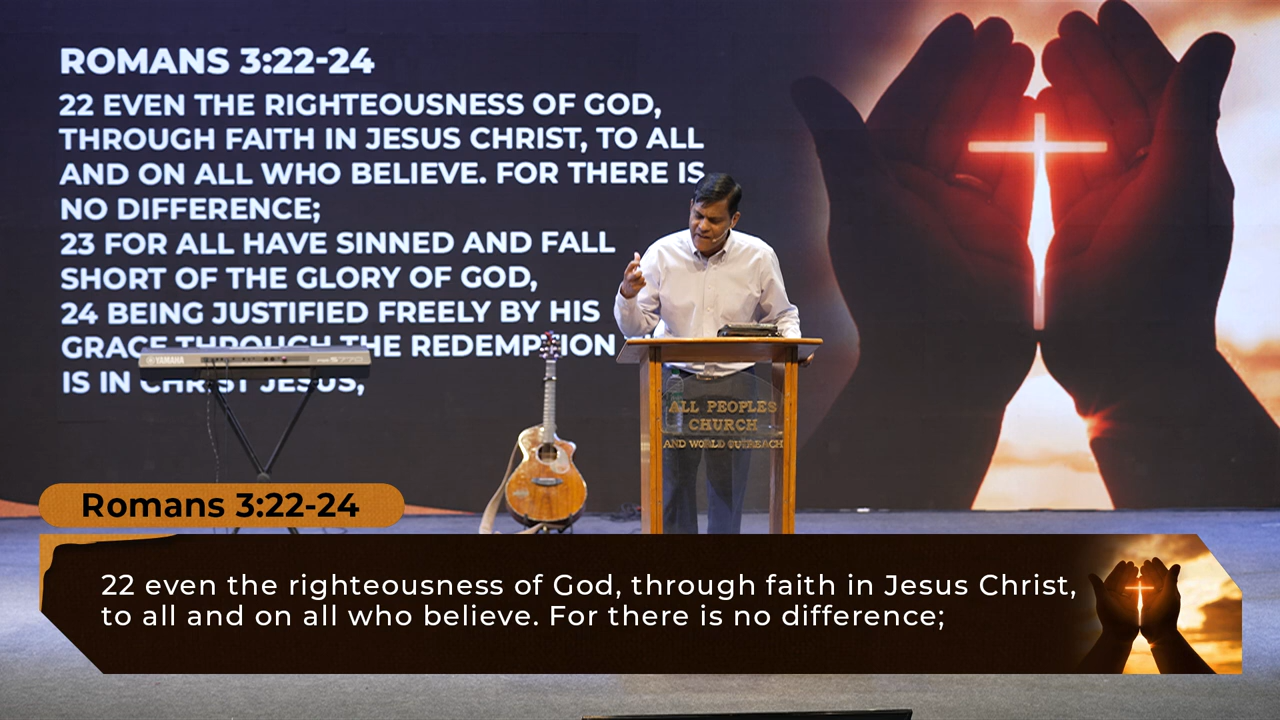 ROMANS 3:22-24
22 EVEN THE RIGHTEOUSNESS OF GOD,
THROUGH FAITH IN JESUS CHRIST, TO ALL
AND ON ALL WHO BELIEVE. FOR THERE IS
NO DIFFERENCE;
23 FOR ALL HAVE SINNED AND FALL
SHORT OF THE GLORY OF GOD,
24 BEING JUSTIFIED FREELY BY HIS
GRACE THROUGH THE REDEMPTION
IS IN CHRIST JESUS,
YAMAHA
ALL PEOPLES
CHURCH
AND WORLD OUTREACH
Romans 3:22-24
22 even the righteousness of God, through faith in Jesus Christ,
to all and on all who believe. For there is no difference;